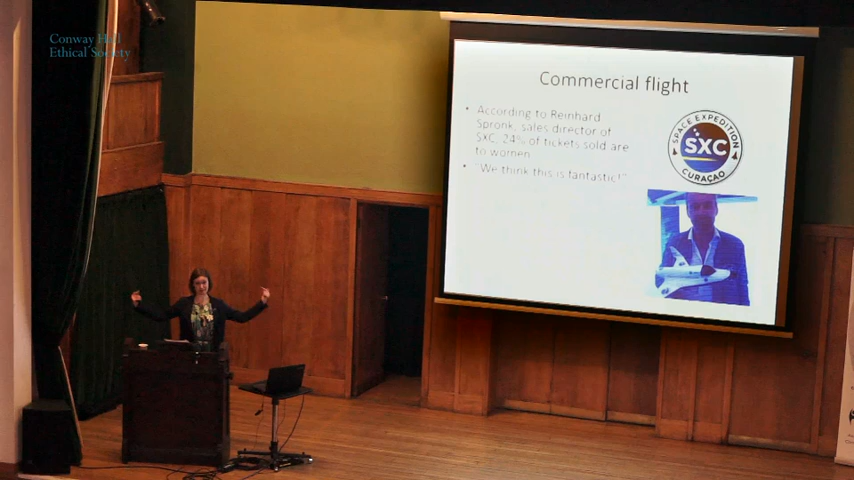 Conway Hall
Ethical Society
Commercial flight
• According to Reinhard
Spronk, sales director of
SXC, 24% of tickets sold are
to women
• "We think this is fantastic!"
SPACE EXPEDITION
SXC
CURAÇAO